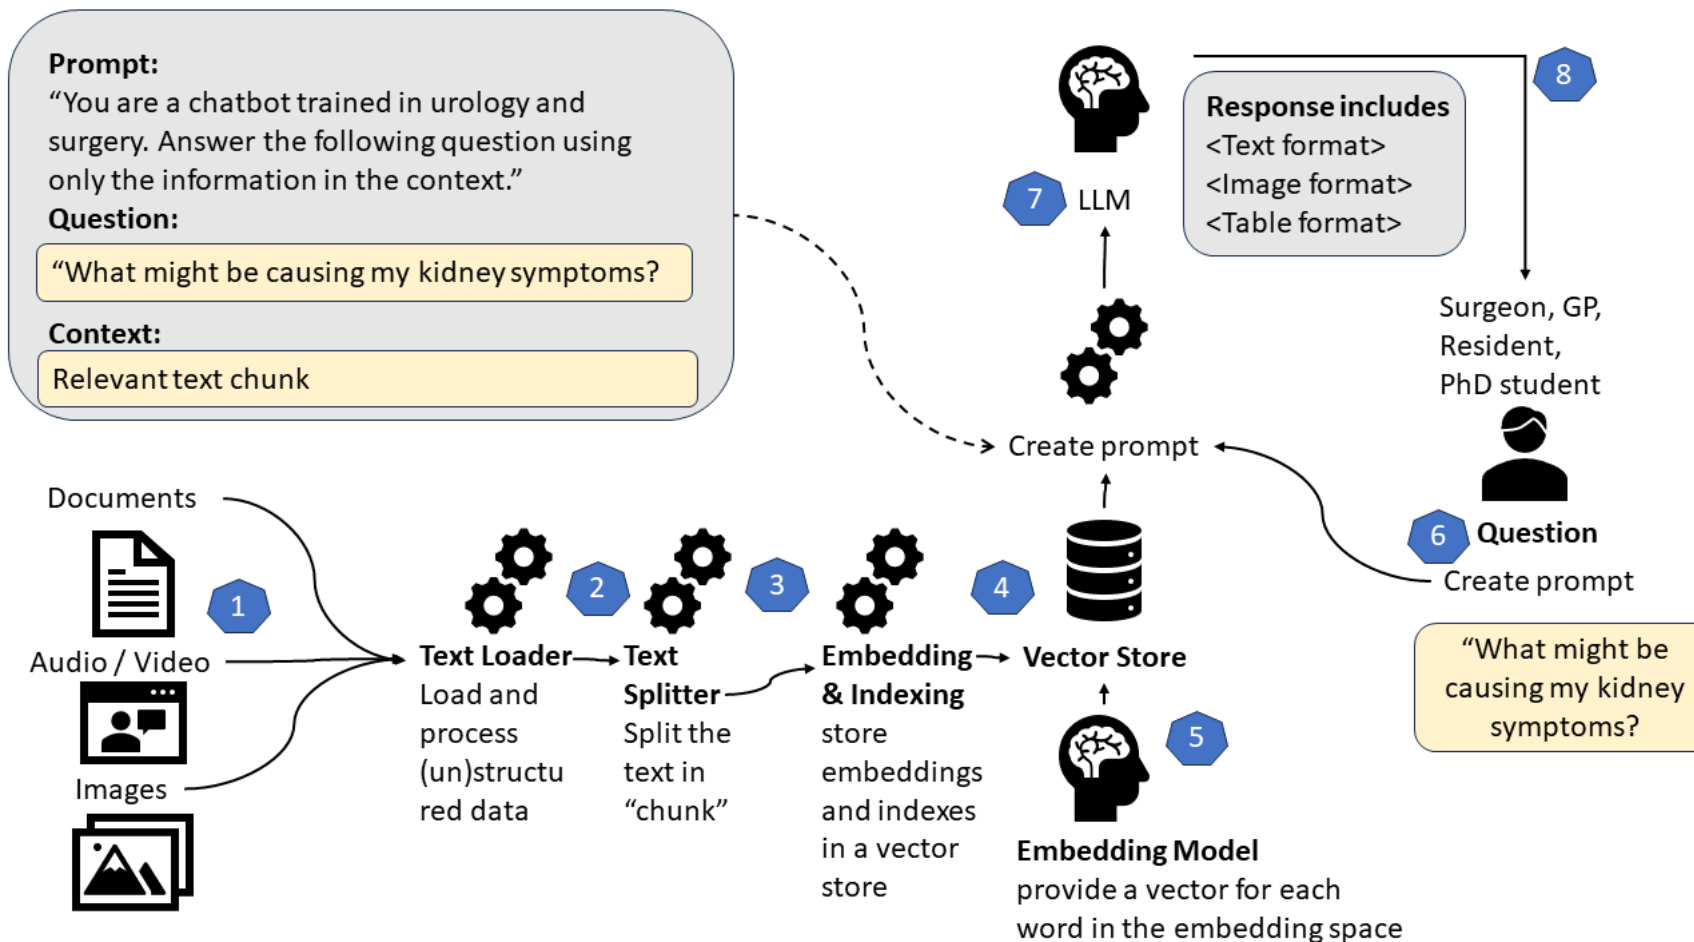 Prompt:
“You are a chatbot trained in urology and
surgery. Answer the following question using
only the information in the context.”
Question:
“What might be causing my kidney symptoms?
Context:
Relevant text chunk
Documents
1
Audio / Video
Images
Text Loader
Load and
process
(un)structu
red data
2
Text
Splitter
Split the
text in
“chunk”
3
Embedding
& Indexing
store
embeddings
and indexes
in a vector
store
4
Vector Store
5
Embedding Model
provide a vector for each
word in the embedding space
Create prompt
6
Question
Create prompt
“What might be
causing my kidney
symptoms?
7
LLM
Response includes
<Text format>
<Image format>
<Table format>
8
Surgeon, GP,
Resident,
PhD student